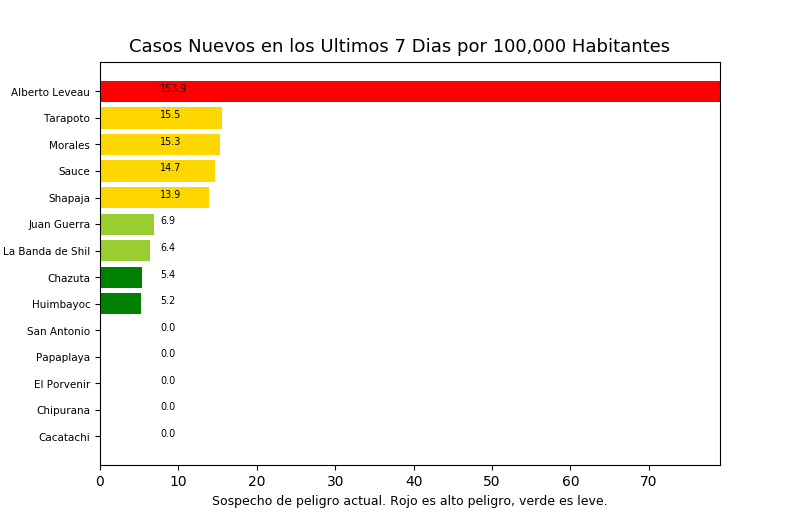 Casos Nuevos en los Ultimos 7 Dias por 100,000 Habitantes
Alberto Leveau 153.9
Tarapoto 15.5
Morales 15.3
Sauce 14.7
Shapaja 13.9
Juan Guerra 6.9
La Banda de Shil 6.4
Chazuta 5.4
Huimbayoc 5.2
San Antonio 0.0
Papaplaya 0.0
El Porvenir 0.0
Chipurana 0.0
Cacatachi 0.0
0 10 20 30 40 50 60 70
Sospecho de peligro actual. Rojo es alto peligro, verde es leve.